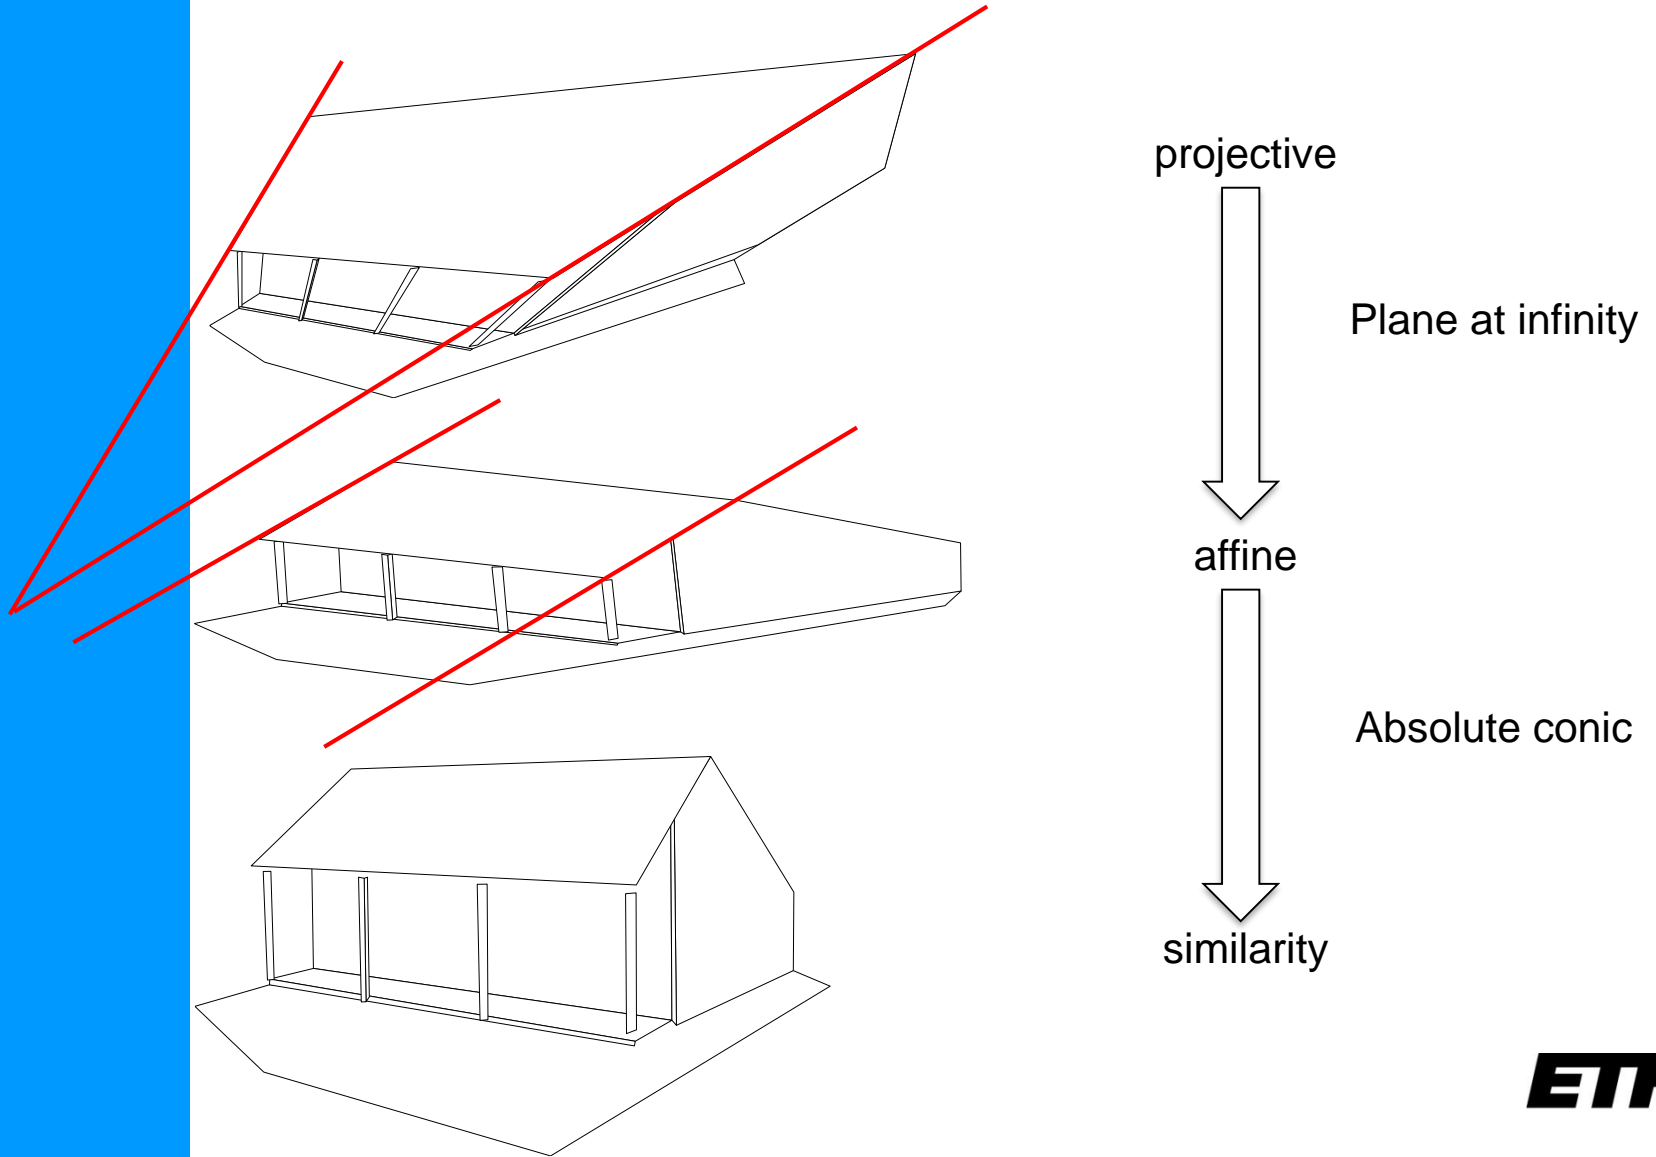 projective
Plane at infinity
affine
Absolute conic
similarity